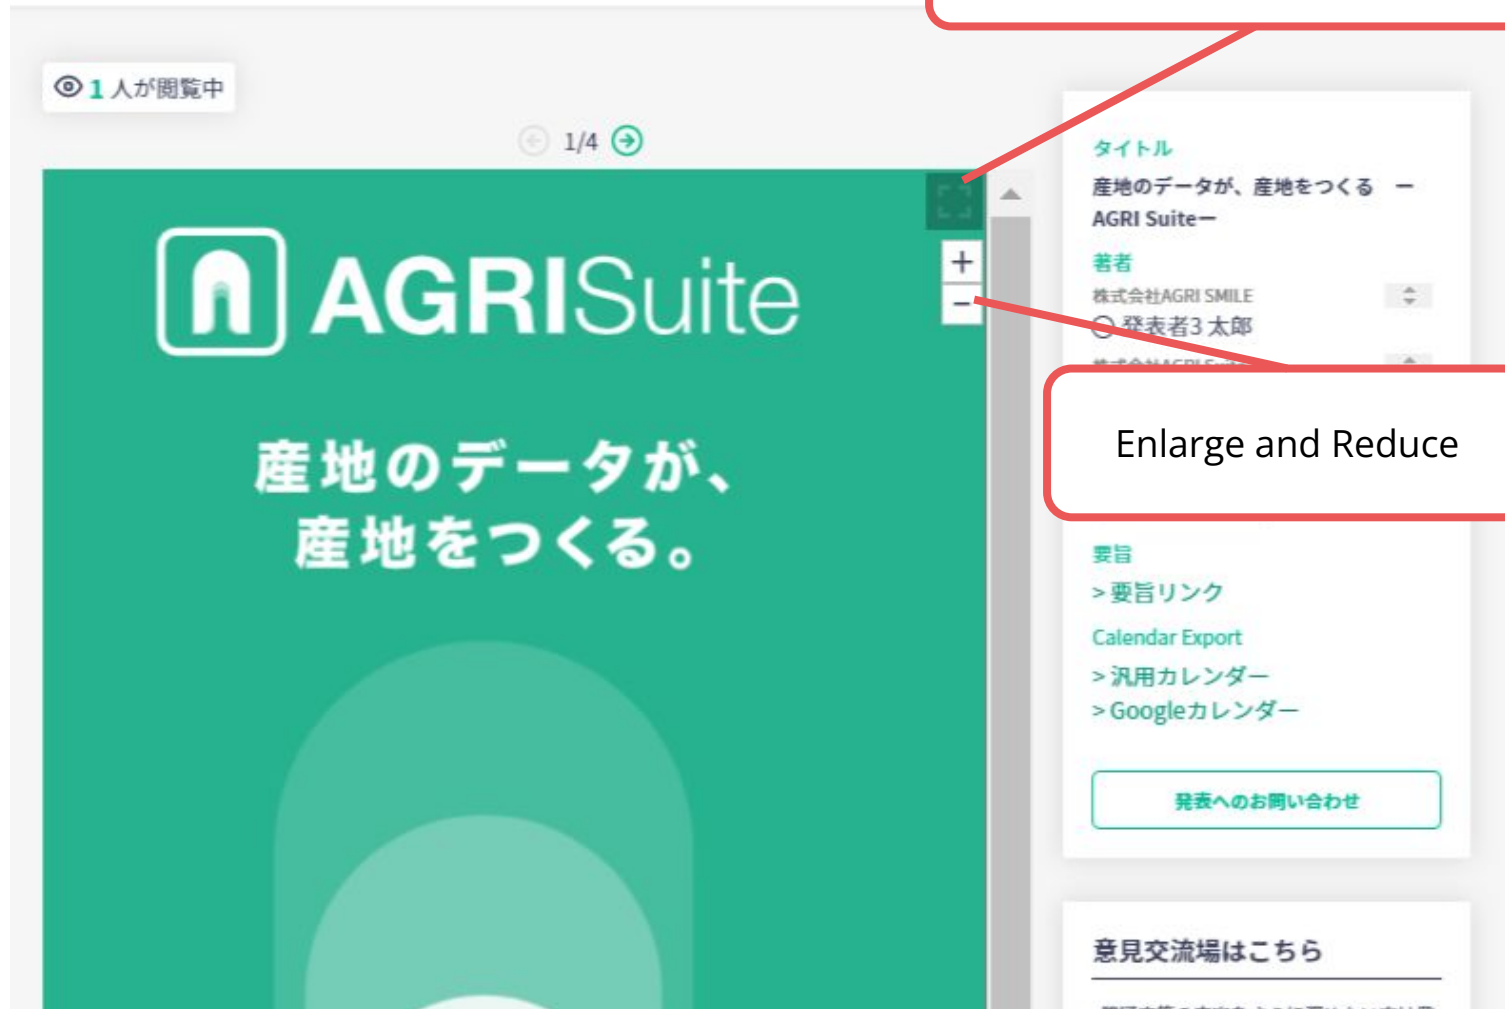 1 人が閲覧中
1/4
AGRISuite
産地のデータが、
産地をつくる。
+
−
タイトル
産地のデータが、産地をつくる　ー
AGRI Suiteー
著者
株式会社AGRI SMILE
○ 発表者3 太郎
Enlarge and Reduce
要旨
> 要旨リンク
Calendar Export
> 汎用カレンダー
> Googleカレンダー
発表へのお問い合わせ
意見交流場はこちら